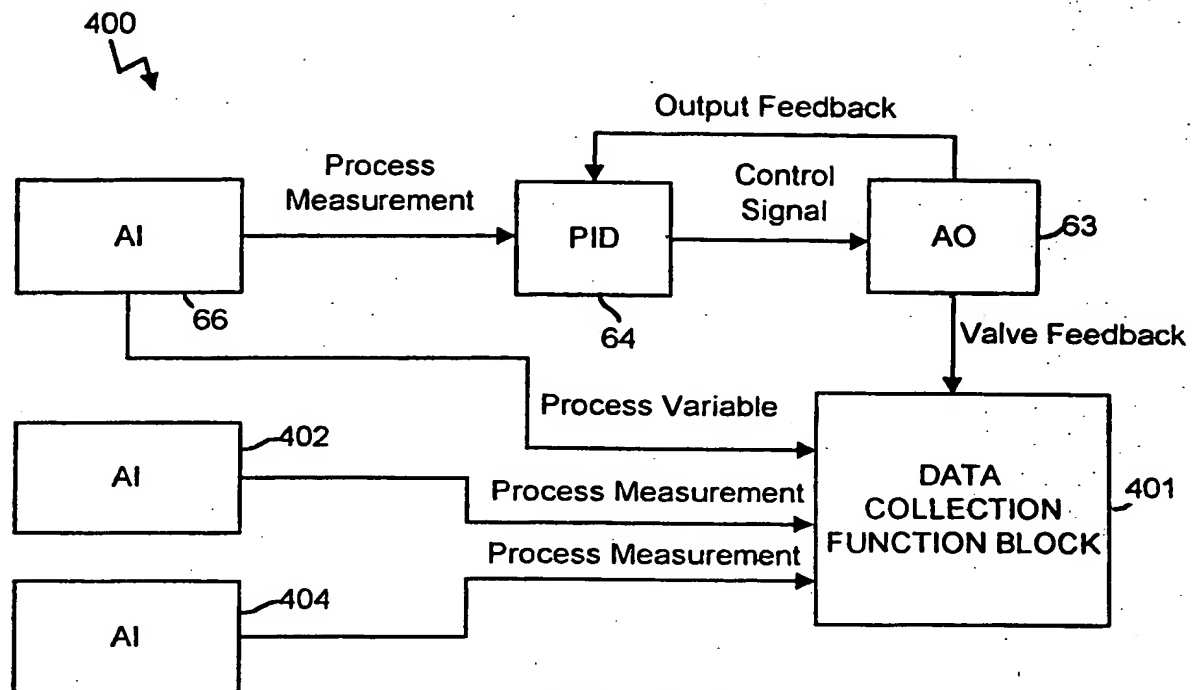 400
Output Feedback
Process
Measurement
Control
Signal
AI
PID
AO
63
66
64
Valve Feedback
Process Variable
402
AI
Process Measurement
DATA
COLLECTION
FUNCTION BLOCK
401
Process Measurement
404
AI